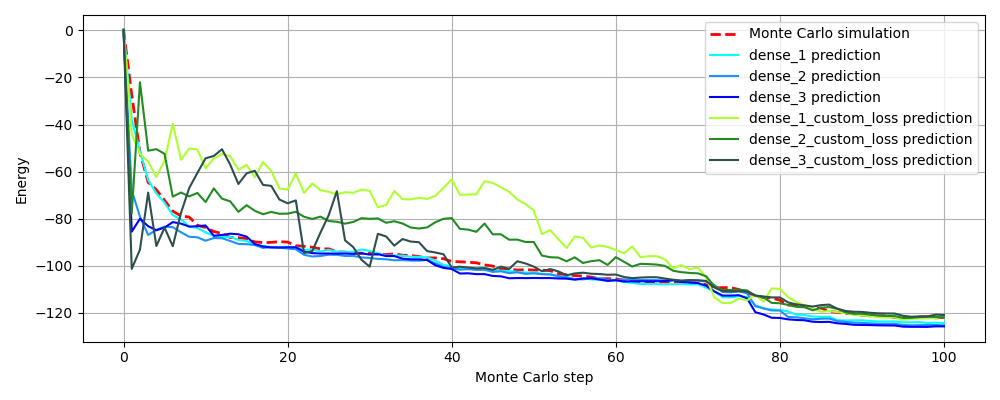 Energy
0
−20
−40
−60
−80
−100
−120
Monte Carlo simulation
dense_1 prediction
dense_2 prediction
dense_3 prediction
dense_1_custom_loss prediction
dense_2_custom_loss prediction
dense_3_custom_loss prediction
0 20 40 60 80 100
Monte Carlo step